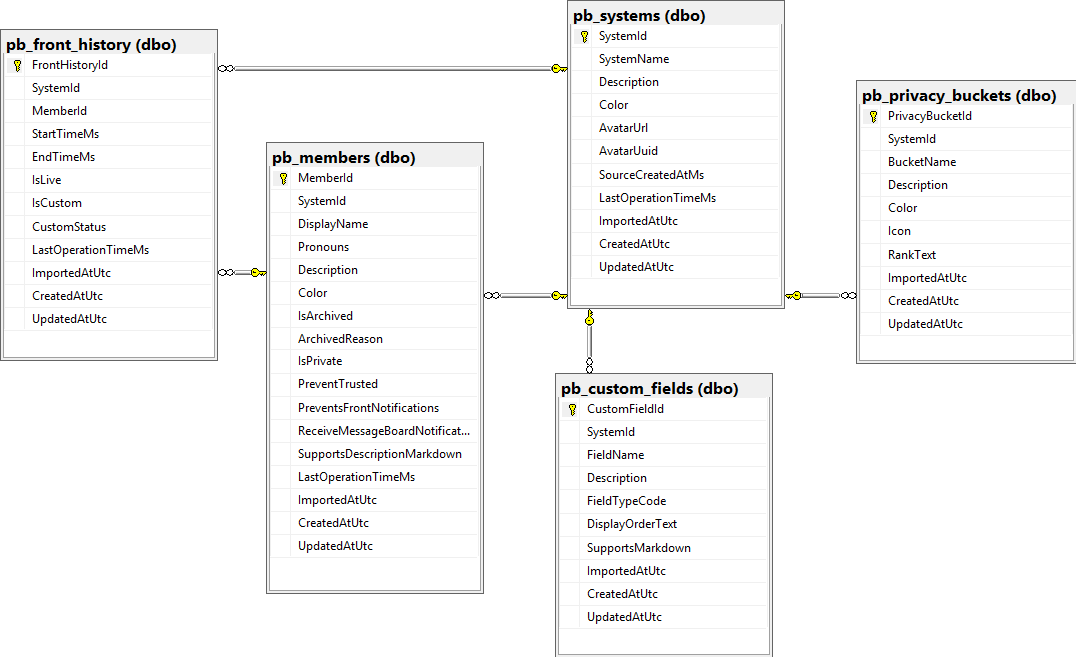 pb_front_history (dbo)
FrontHistoryId
SystemId
MemberId
StartTimeMs
EndTimeMs
IsLive
IsCustom
CustomStatus
LastOperationTimeMs
ImportedAtUtc
CreatedAtUtc
UpdatedAtUtc
pb_members (dbo)
MemberId
SystemId
DisplayName
Pronouns
Description
Color
IsArchived
ArchivedReason
IsPrivate
PreventTrusted
PreventsFrontNotifications
ReceiveMessageBoardNotificat...
SupportsDescriptionMarkdown
LastOperationTimeMs
ImportedAtUtc
CreatedAtUtc
UpdatedAtUtc
pb_systems (dbo)
SystemId
SystemName
Description
Color
AvatarUrl
AvatarUuid
SourceCreatedAtMs
LastOperationTimeMs
ImportedAtUtc
CreatedAtUtc
UpdatedAtUtc
pb_custom_fields (dbo)
CustomFieldId
SystemId
FieldName
Description
FieldTypeCode
DisplayOrderText
SupportsMarkdown
ImportedAtUtc
CreatedAtUtc
UpdatedAtUtc
pb_privacy_buckets (dbo)
PrivacyBucketId
SystemId
BucketName
Description
Color
Icon
RankText
ImportedAtUtc
CreatedAtUtc
UpdatedAtUtc